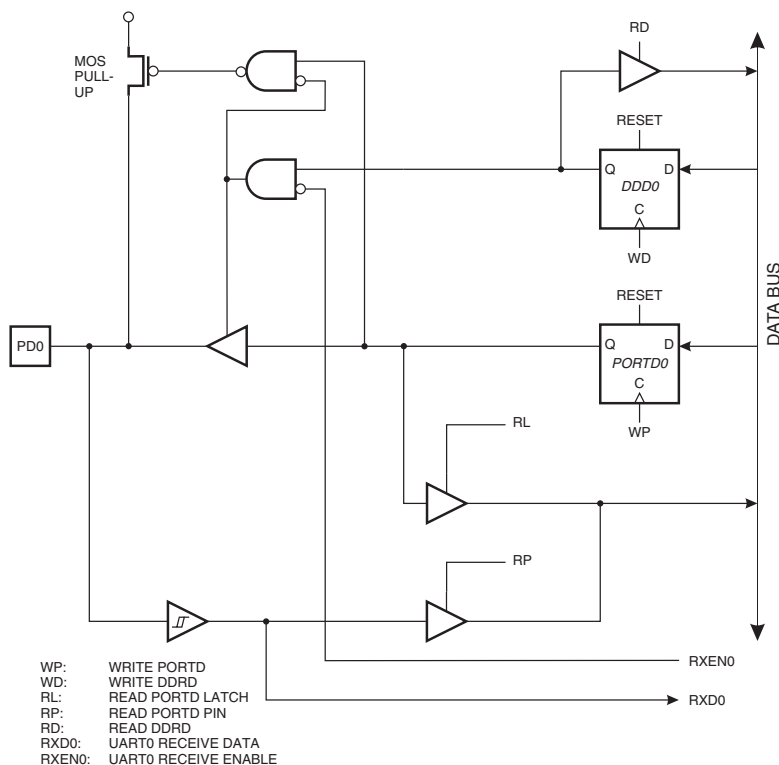 RD
MOS
PULL-
UP
RESET
Q
D
DDD0
C
WD
DATA BUS
RESET
PD0
Q
D
PORTD0
C
WP
RL
RP
RXEN0
RXD0
WP: WRITE PORTD
WD: WRITE DDRD
RL: READ PORTD LATCH
RP: READ PORTD PIN
RD: READ DDRD
RXD0: UART0 RECEIVE DATA
RXEN0: UART0 RECEIVE ENABLE